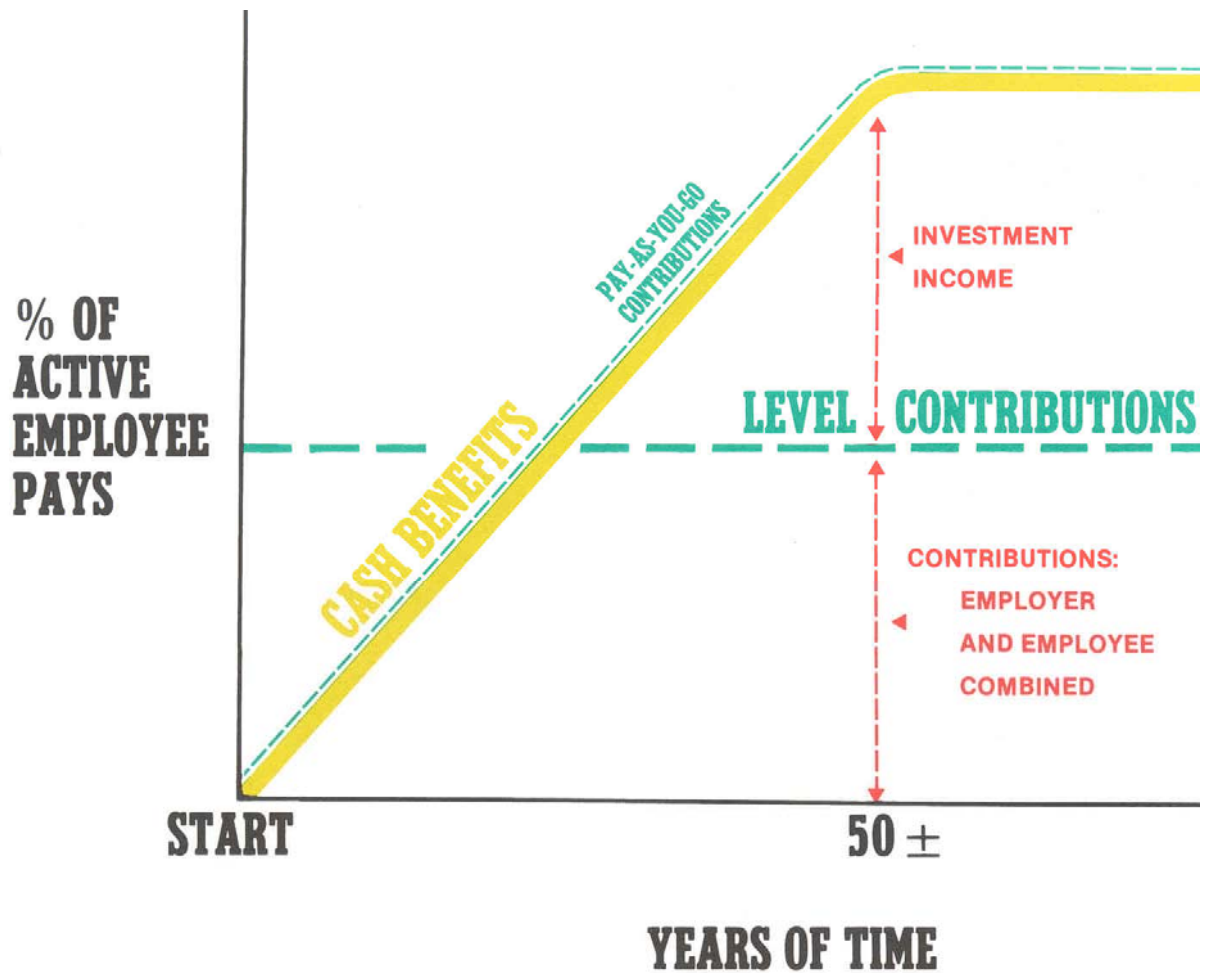 PAY-AS-YOU-GO
CONTRIBUTIONS
INVESTMENT
INCOME
% OF
ACTIVE
EMPLOYEE
PAYS
LEVEL CONTRIBUTIONS
CASH BENEFITS
CONTRIBUTIONS:
EMPLOYER
AND EMPLOYEE
COMBINED
START
50 ±
YEARS OF TIME